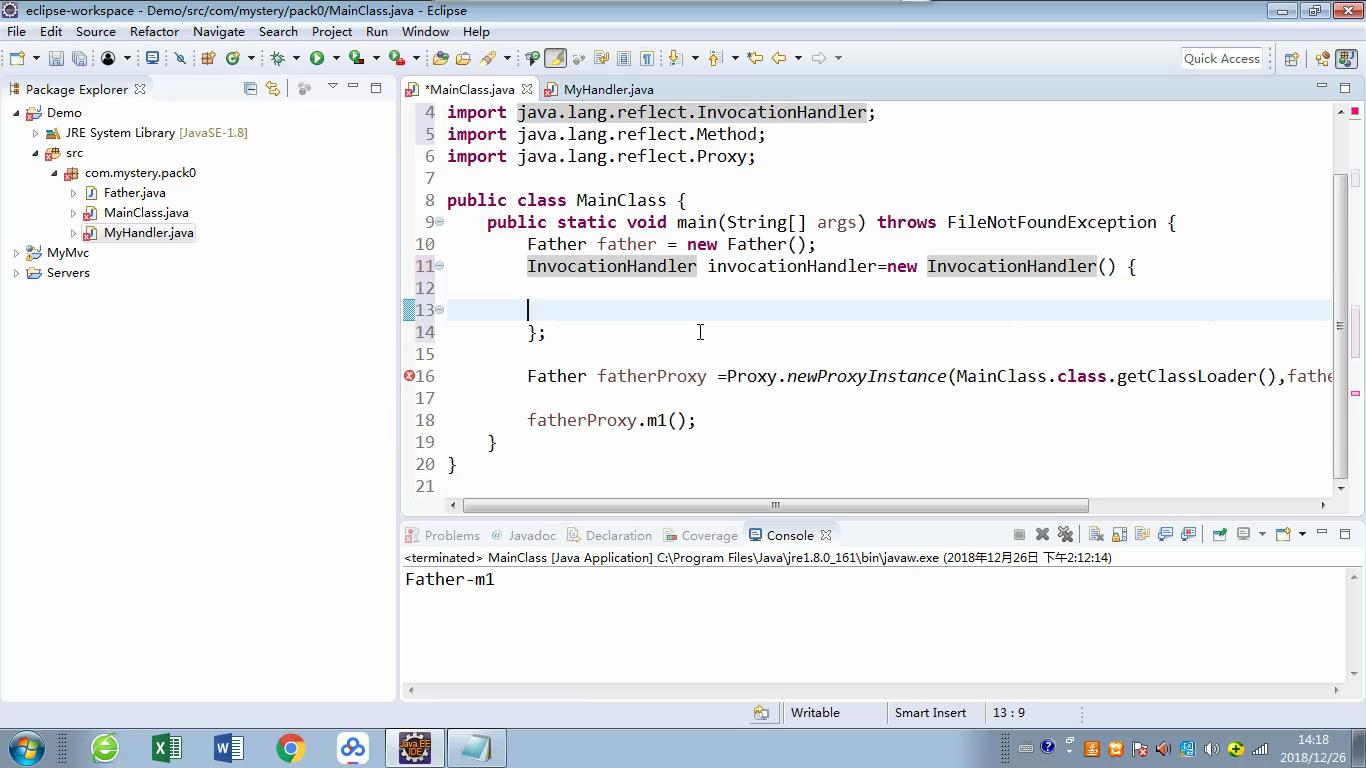 eclipse-workspace - Demo/src/com/mystery/pack0/MainClass.java - Eclipse
File Edit Source Refactor Navigate Search Project Run Window Help
Quick Access
Package Explorer
*MainClass.java MyHandler.java
Demo
JRE System Library [JavaSE-1.8]
src
com.mystery.pack0
Father.java
MainClass.java
MyHandler.java
MyMvc
Servers
4 import java.lang.reflect.InvocationHandler;
5 import java.lang.reflect.Method;
6 import java.lang.reflect.Proxy;
7
8 public class MainClass {
9 public static void main(String[] args) throws FileNotFoundException {
10 Father father = new Father();
11 InvocationHandler invocationHandler=new InvocationHandler() {
12
13
14 };
15
16 Father fatherProxy =Proxy.newProxyInstance(MainClass.class.getClassLoader(),fathe
17
18 fatherProxy.m1();
19 }
20 }
21
Problems @ Javadoc Declaration Coverage Console
<terminated> MainClass [Java Application] C:\Program Files\Java\jre1.8.0_161\bin\javaw.exe (2018年12月26日 下午2:12:14)
Father-m1
Writable Smart Insert 13 : 9
Java EE
IDE
14:18
2018/12/26